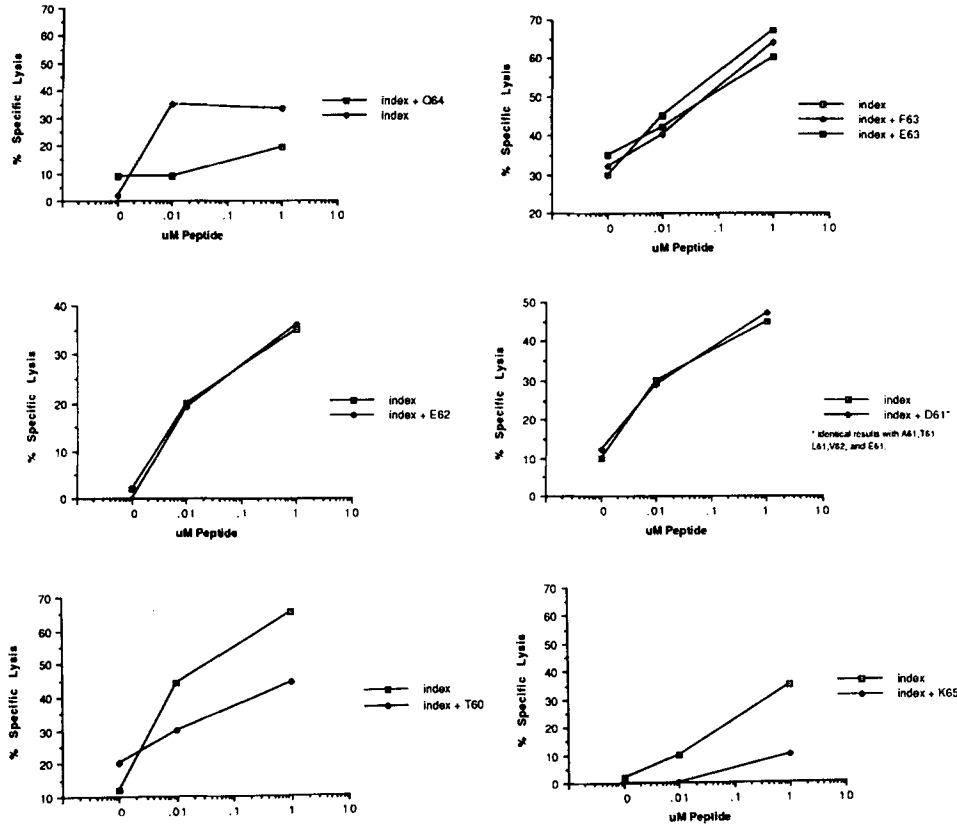 70
60
50
40
30
20
10
0
% Specific Lysis
0 .01 .1 1 10
uM Peptide
index + Q64
index
70
60
50
40
30
20
% Specific Lysis
0 .01 .1 1 10
uM Peptide
index
index + F63
index + E63
40
30
20
10
0
% Specific Lysis
0 .01 .1 1 10
uM Peptide
index
index + E62
50
40
30
20
10
0
% Specific Lysis
0 .01 .1 1 10
uM Peptide
index
index + D61*
* identical results with A61,T61
L61,V62, and E61.
70
60
50
40
30
20
10
% Specific Lysis
0 .01 .1 1 10
uM Peptide
index
index + T60
70
60
50
40
30
20
10
0
% Specific Lysis
0 .01 .1 1 10
uM Peptide
index
index + K65